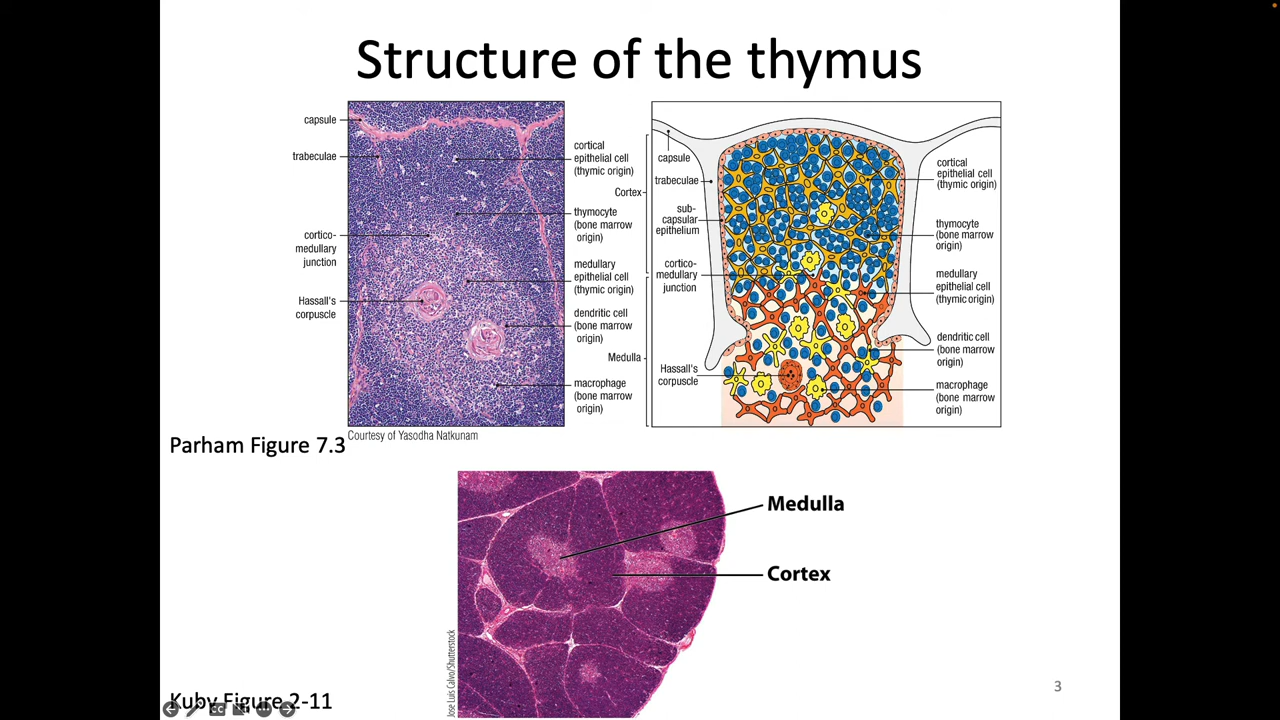 Structure of the thymus
capsule
trabeculae
cortico-
medullary
junction
Hassall's
corpuscle
cortical
epithelial cell
(thymic origin)
Cortex
thymocyte
(bone marrow
origin)
medullary
epithelial cell
(thymic origin)
dendritic cell
(bone marrow
origin)
Medulla
macrophage
(bone marrow
origin)
capsule
trabeculae
sub-
capsular
epithelium
cortico-
medullary
junction
Hassall's
corpuscle
cortical
epithelial cell
(thymic origin)
thymocyte
(bone marrow
origin)
medullary
epithelial cell
(thymic origin)
dendritic cell
(bone marrow
origin)
macrophage
(bone marrow
origin)
Courtesy of Yasodha Natkunam
Parham Figure 7.3
Medulla
Cortex
Jose Luis Calvo/Shutterstock
Kuby Figure 2-11
3